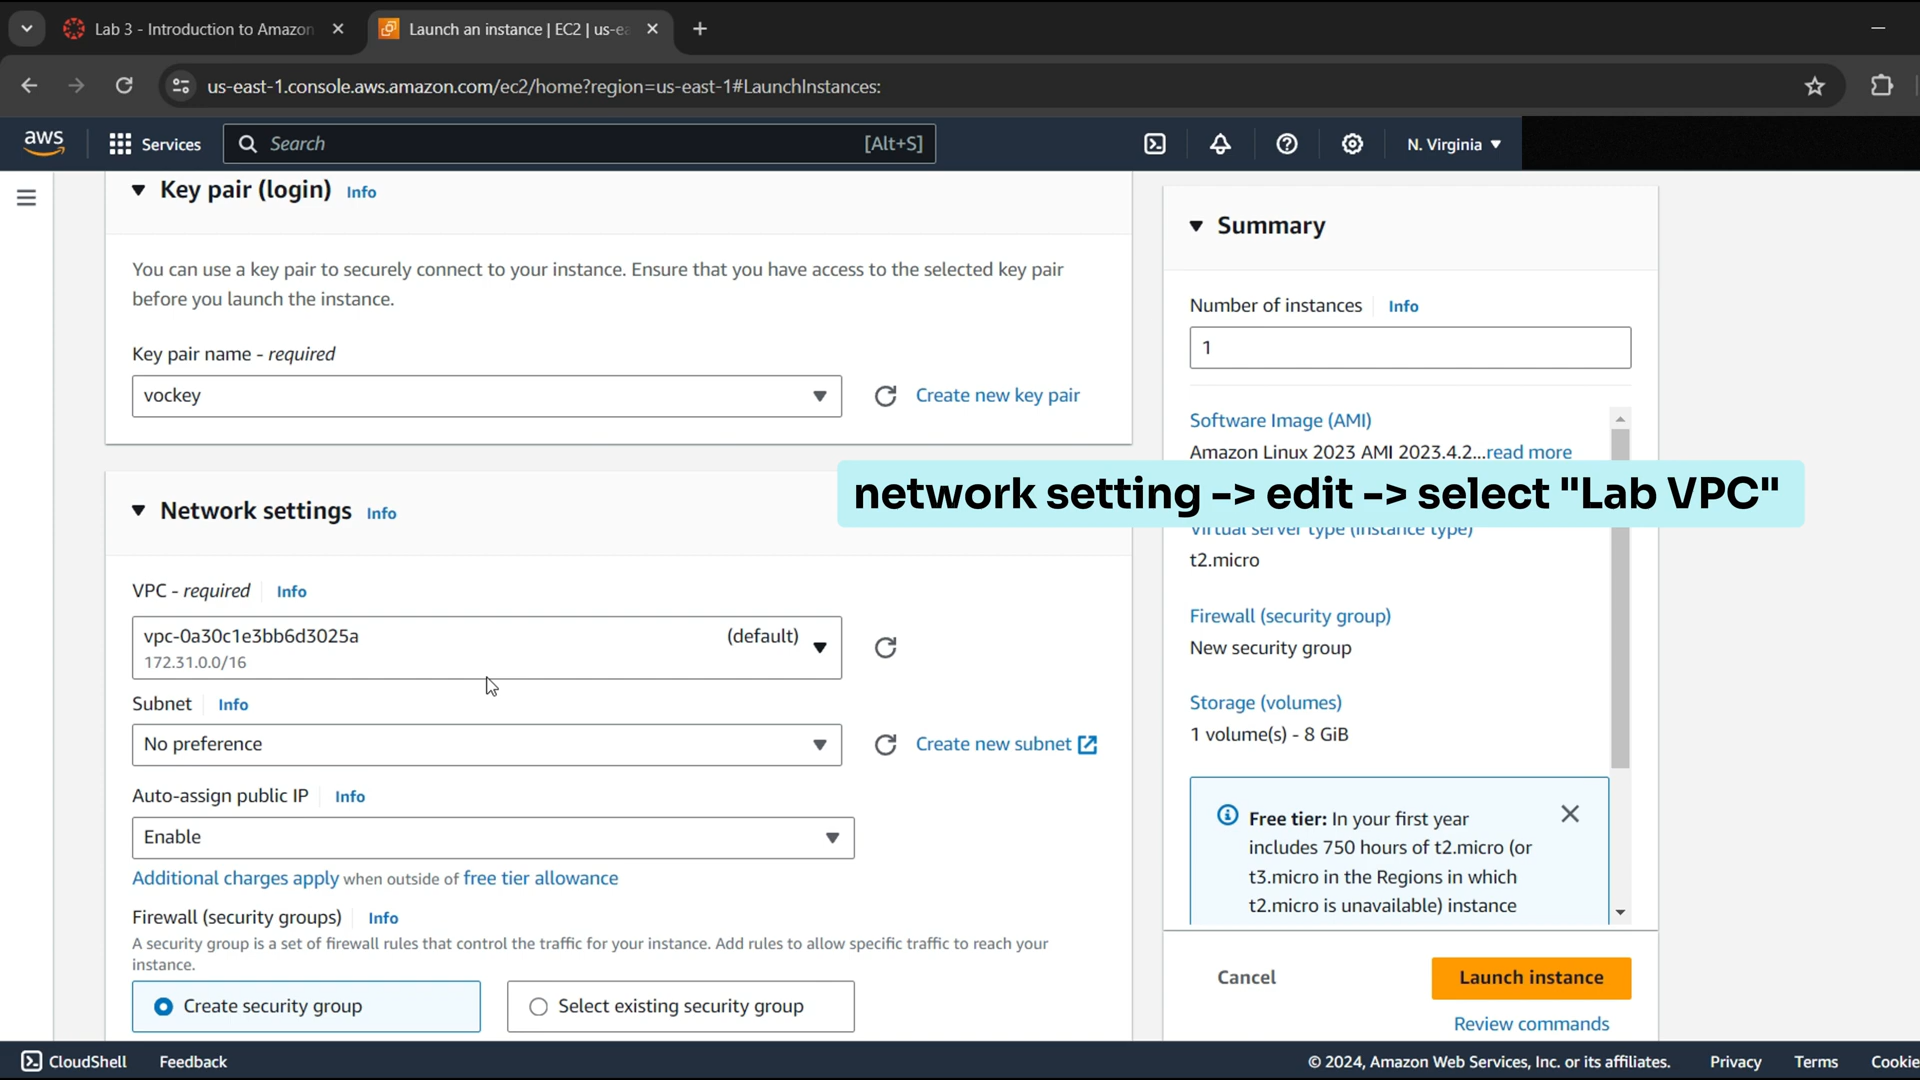 Lab 3 - Introduction to Amazon
Launch an instance | EC2 | us-ea
us-east-1.console.aws.amazon.com/ec2/home?region=us-east-1#LaunchInstances:
aws
Services
Search
[Alt+S]
N. Virginia
Key pair (login) Info
You can use a key pair to securely connect to your instance. Ensure that you have access to the selected key pair
before you launch the instance.
Key pair name - required
vockey
Create new key pair
Network settings Info
network setting -> edit -> select "Lab VPC"
VPC - required Info
vpc-0a30c1e3bb6d3025a (default)
172.31.0.0/16
Subnet Info
No preference
Create new subnet
Auto-assign public IP Info
Enable
Additional charges apply when outside of free tier allowance
Firewall (security groups) Info
A security group is a set of firewall rules that control the traffic for your instance. Add rules to allow specific traffic to reach your
instance.
Create security group
Select existing security group
Summary
Number of instances Info
1
Software Image (AMI)
Amazon Linux 2023 AMI 2023.4.2...read more
Virtual server type (instance type)
t2.micro
Firewall (security group)
New security group
Storage (volumes)
1 volume(s) - 8 GiB
Free tier: In your first year
includes 750 hours of t2.micro (or
t3.micro in the Regions in which
t2.micro is unavailable) instance
Cancel
Launch instance
Review commands
CloudShell
Feedback
© 2024, Amazon Web Services, Inc. or its affiliates.
Privacy
Terms
Cookie